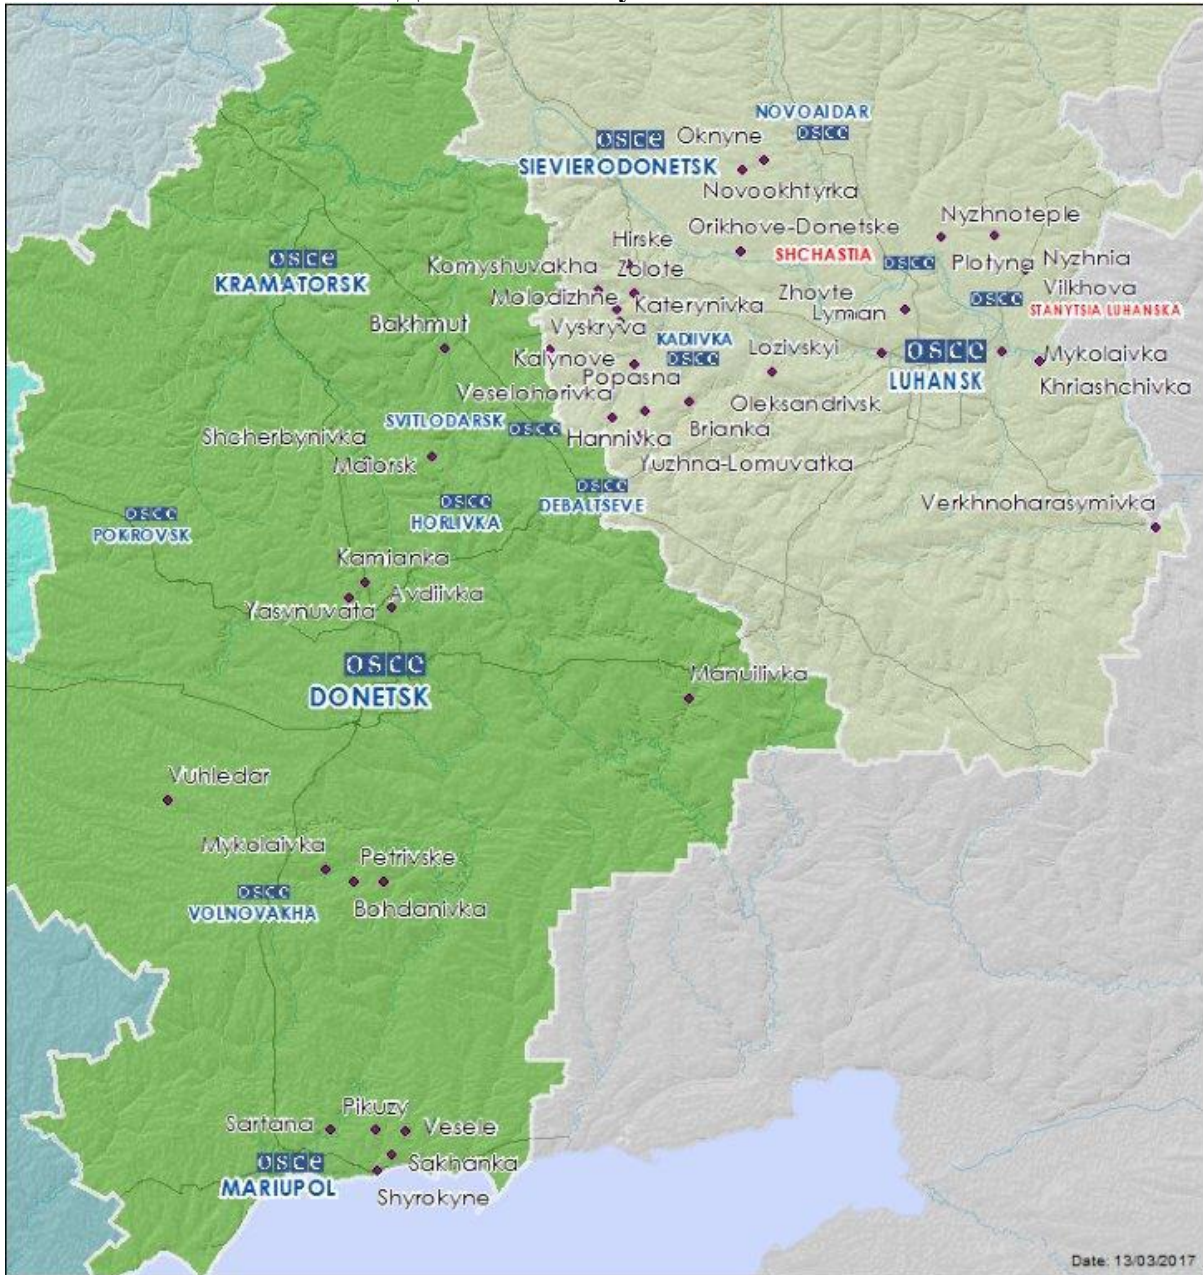 NOVOAIDAR
osce
osce
Oknyne
SIEVIERODONETSK
Novookhtyrka
Orikhove-Donetske
Nyzhnoteple
Hirske
SHCHASTIA
osce
KRAMATORSK
Komyshuvakha
Zolote
osce
Plotyna
Nyzhnia
Vilkhova
Molodizhne
Katerynivka
Zhovte
Lyman
osce
STANYTSIA LUHANSKA
Bakhmut
Vyskryva
KADIIVKA
osce
Lozivskyi
osce
LUHANSK
Mykolaivka
Khriashchivka
Kalynove
Popasna
Veselohorivka
Oleksandrivsk
SVITLODARSK
osce
Hannivka
Brianka
Shcherbynivka
Maiorsk
Yuzhna-Lomuvatka
osce
HORLIVKA
osce
DEBALTSEVE
Verkhnoharasymivka
osce
POKROVSK
Kamianka
Yasynuvata
Avdiivka
osce
DONETSK
Manuilivka
Vuhledar
Mykolaivka
Petrivske
osce
VOLNOVAKHA
Bohdanivka
Sartana
Pikuzy
Vesele
osce
MARIUPOL
Sakhanka
Shyrokyne
Date: 13/03/2017